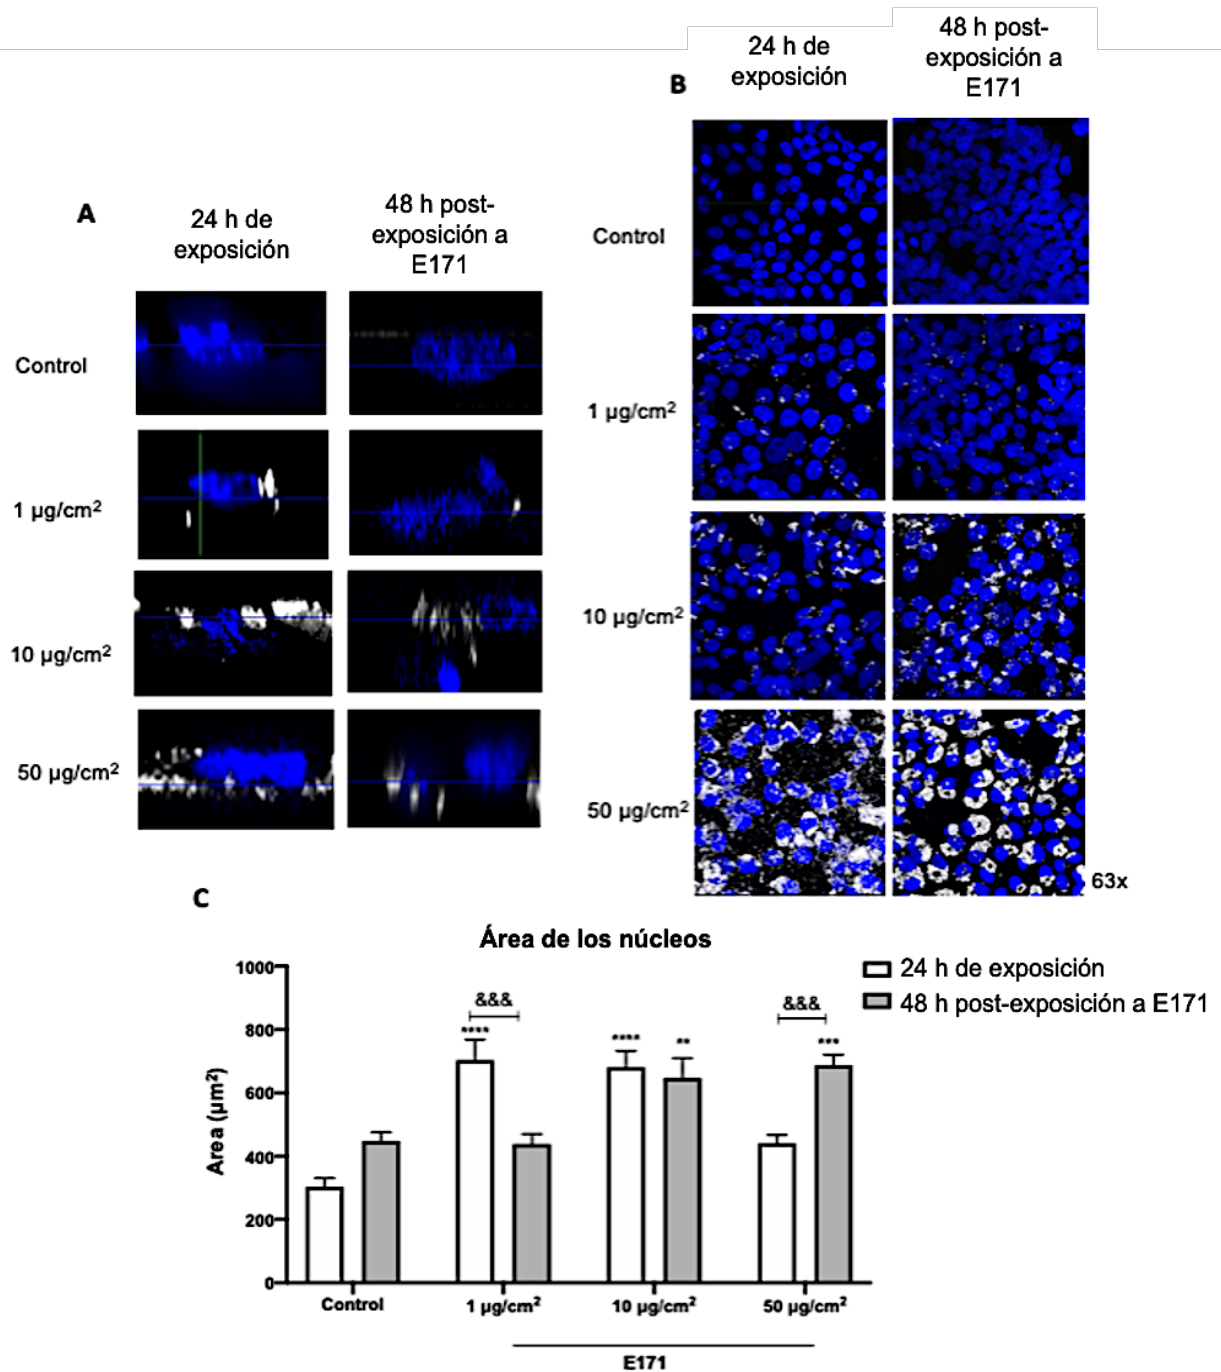 A
24 h de
exposición
48 h post-
exposición a
E171
Control
1 µg/cm²
10 µg/cm²
50 µg/cm²
B
24 h de
exposición
48 h post-
exposición a
E171
Control
1 µg/cm²
10 µg/cm²
50 µg/cm²
63x
C
Área de los núcleos
24 h de exposición
48 h post-exposición a E171
Area (µm²)
1000
800
600
400
200
0
&&&
****
****
**
&&&
***
Control
1 µg/cm²
10 µg/cm²
50 µg/cm²
E171